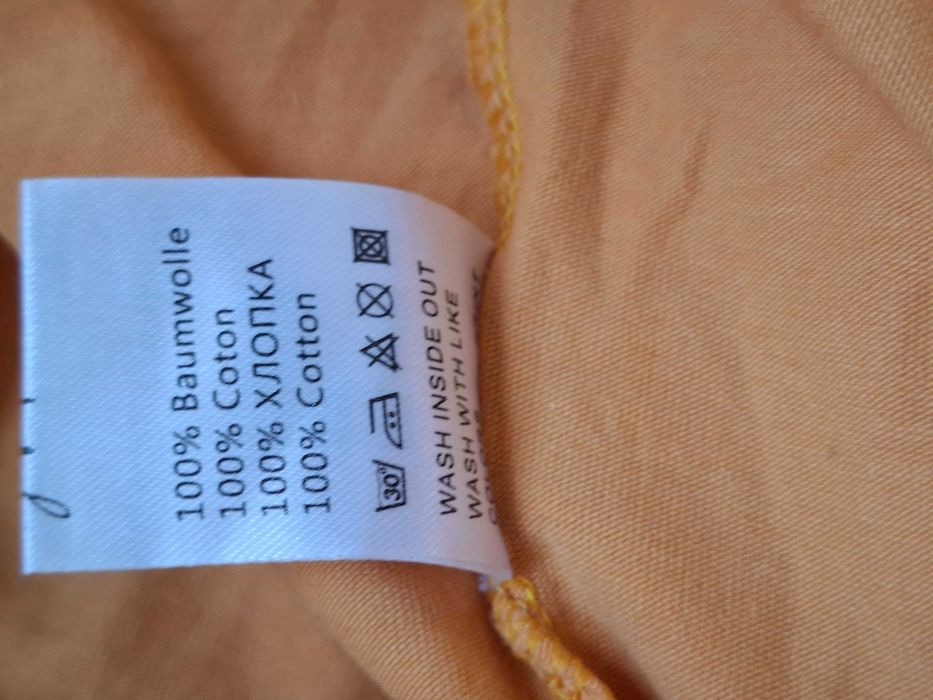 100% Baumwolle
100% Coton
100% ХЛОПКА
100% Cotton
30°
WASH INSIDE OUT
WASH WITH LIKE